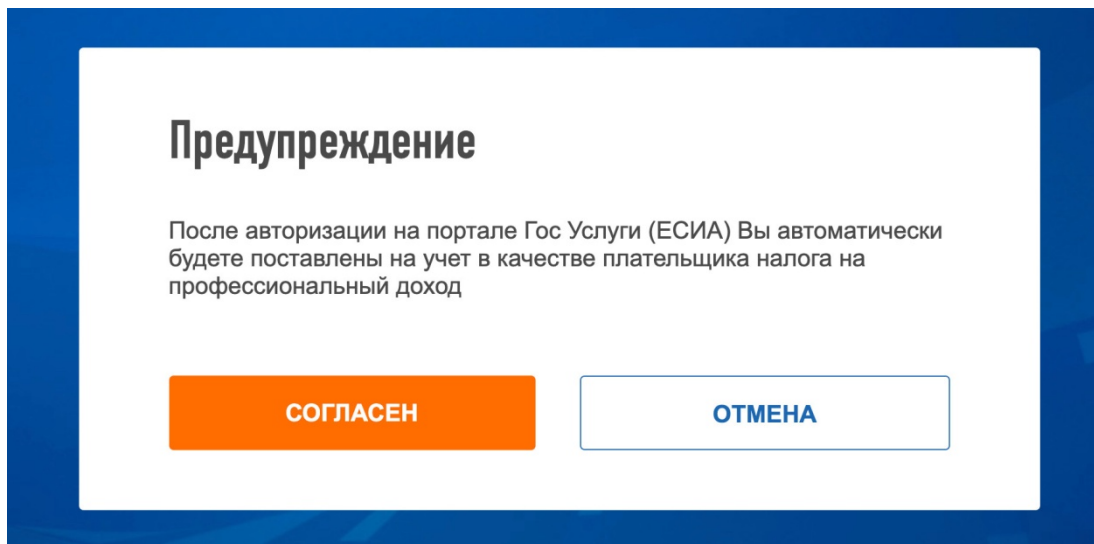 Предупреждение
После авторизации на портале Гос Услуги (ЕСИА) Вы автоматически
будете поставлены на учет в качестве плательщика налога на
профессиональный доход
СОГЛАСЕН
ОТМЕНА